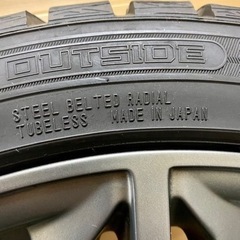 OUTSIDE
STEEL BELTED RADIAL
TUBELESS MADE IN JAPAN